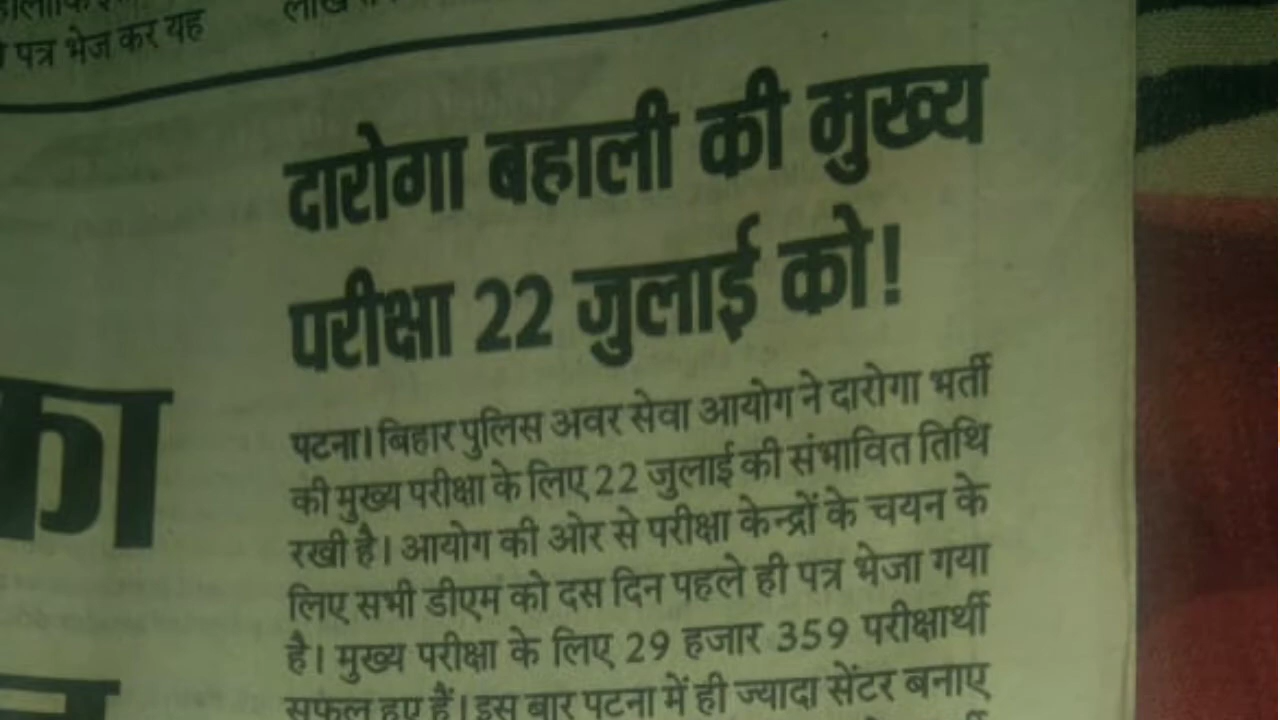 पत्र भेज कर यह
दारोगा बहाली की मुख्य
परीक्षा 22 जुलाई को!
पटना। बिहार पुलिस अवर सेवा आयोग ने दारोगा भर्ती
की मुख्य परीक्षा के लिए 22 जुलाई की संभावित तिथि
रखी है। आयोग की ओर से परीक्षा केन्द्रों के चयन के
लिए सभी डीएम को दस दिन पहले ही पत्र भेजा गया
है। मुख्य परीक्षा के लिए 29 हजार 359 परीक्षार्थी
सफल हुए हैं। इस बार पटना में ही ज्यादा सेंटर बनाए
का